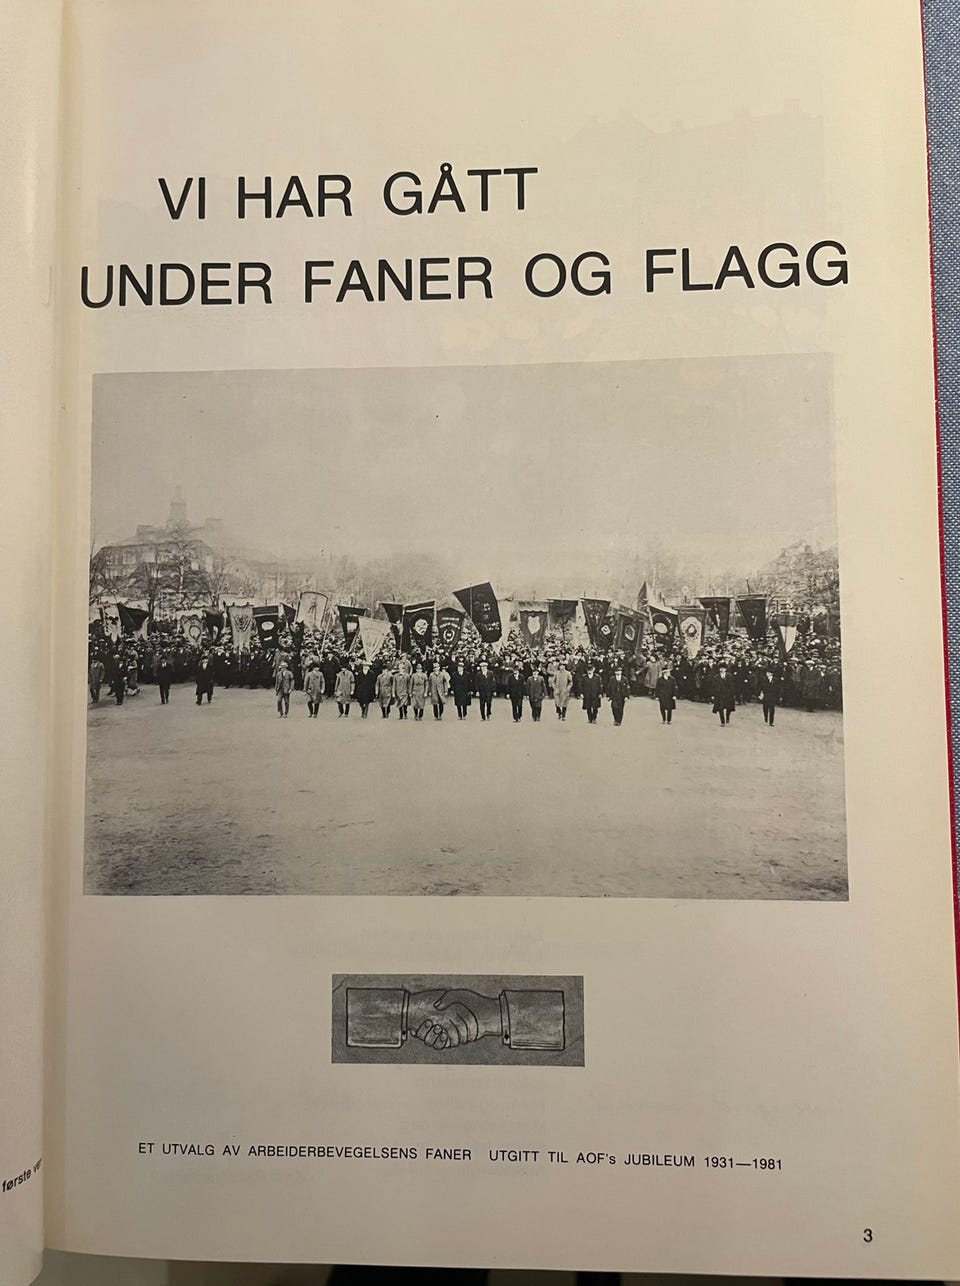 VI HAR GÅTT
UNDER FANER OG FLAGG
ET UTVALG AV ARBEIDERBEVEGELSENS FANER UTGITT TIL AOF's JUBILEUM 1931—1981
første
3